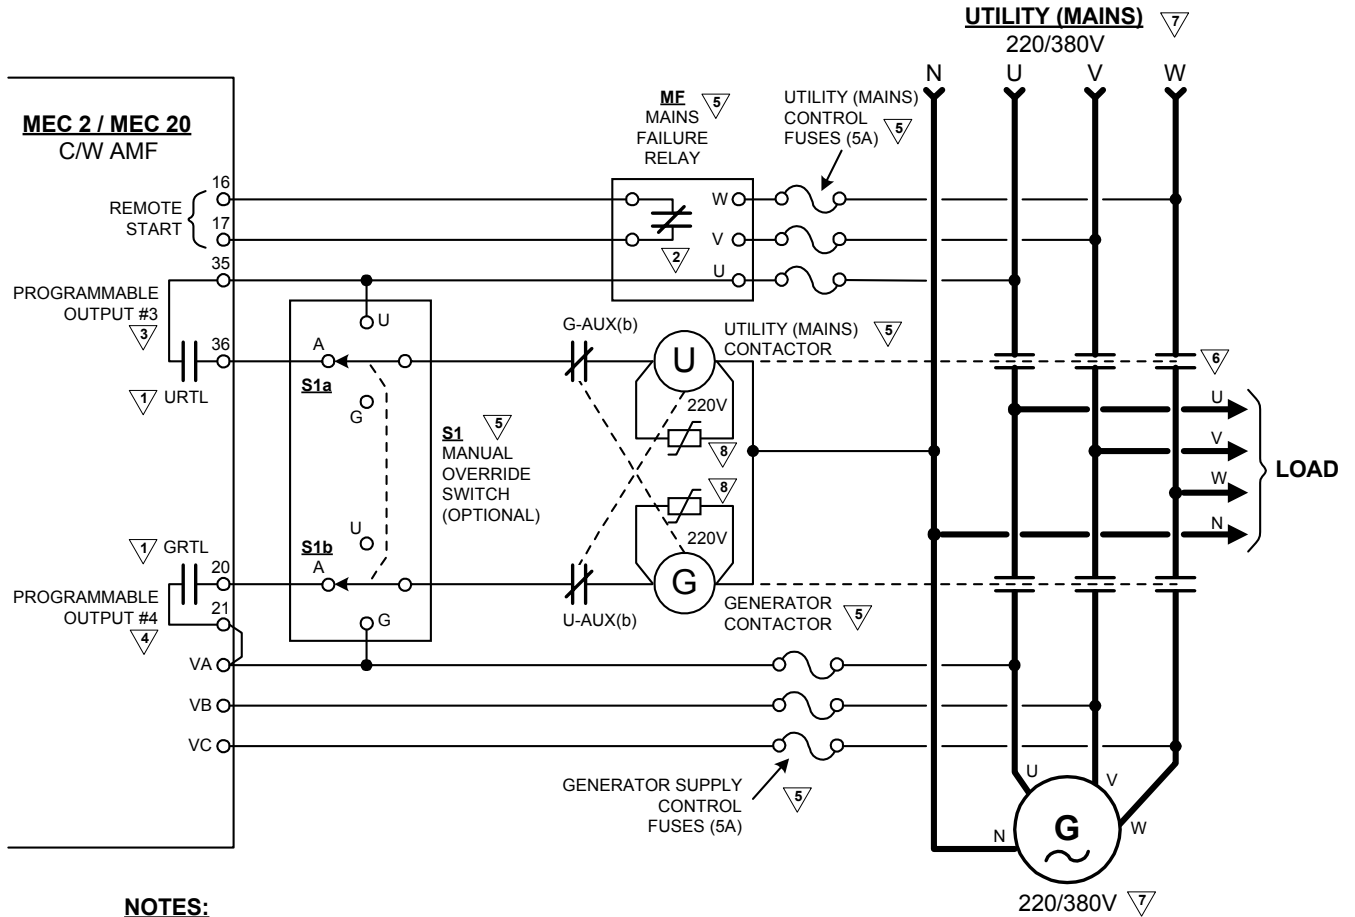 UTILITY (MAINS) 7
220/380V
N U V W
MEC 2 / MEC 20
C/W AMF
MF 5
MAINS
FAILURE
RELAY
UTILITY (MAINS)
CONTROL
FUSES (5A) 5
REMOTE
START
16
17
W
V
U
2
35
PROGRAMMABLE
OUTPUT #3
3
36
1 URTL
U
A
S1a
G
G-AUX(b)
U
220V
8
UTILITY (MAINS) 5
CONTACTOR
6
S1 5
MANUAL
OVERRIDE
SWITCH
(OPTIONAL)
U
V
W
N
LOAD
8
220V
G
U
S1b
A
G
U-AUX(b)
1 GRTL
20
PROGRAMMABLE
OUTPUT #4
4
21
GENERATOR
CONTACTOR 5
VA
VB
VC
GENERATOR SUPPLY
CONTROL
FUSES (5A)
5
U
V
W
N
G
220/380V 7
NOTES: